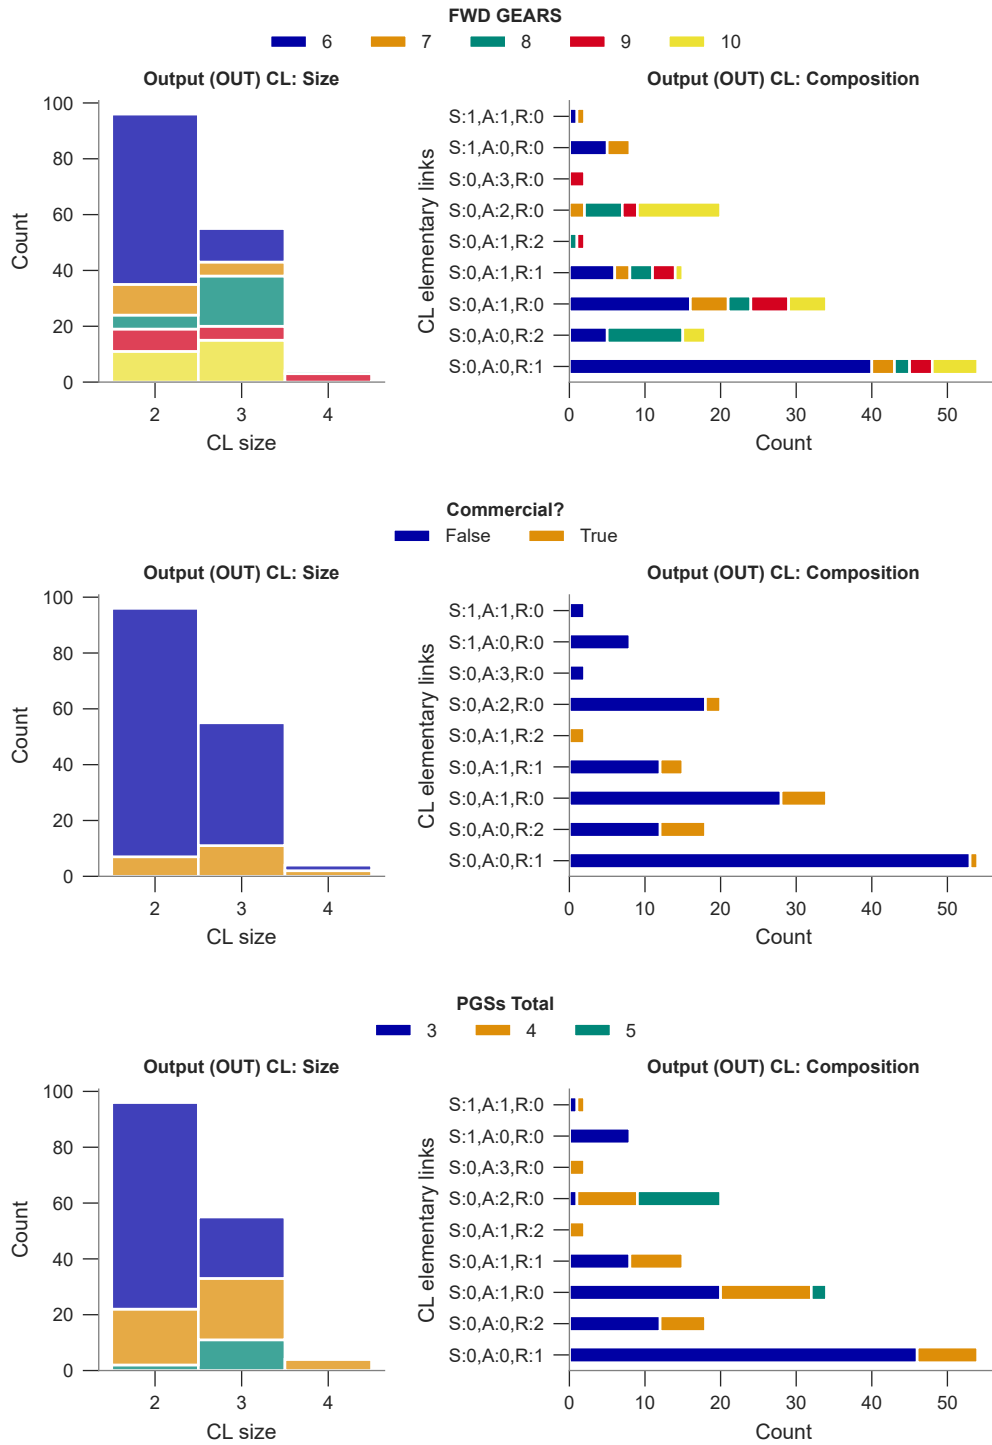 FWD GEARS
6 7 8 9 10
Output (OUT) CL: Size
100
80
60
40
20
0
Count
2 3 4
CL size
Output (OUT) CL: Composition
CL elementary links
S:1,A:1,R:0
S:1,A:0,R:0
S:0,A:3,R:0
S:0,A:2,R:0
S:0,A:1,R:2
S:0,A:1,R:1
S:0,A:1,R:0
S:0,A:0,R:2
S:0,A:0,R:1
0 10 20 30 40 50
Count
Commercial?
False True
Output (OUT) CL: Size
100
80
60
40
20
0
Count
2 3 4
CL size
Output (OUT) CL: Composition
CL elementary links
S:1,A:1,R:0
S:1,A:0,R:0
S:0,A:3,R:0
S:0,A:2,R:0
S:0,A:1,R:2
S:0,A:1,R:1
S:0,A:1,R:0
S:0,A:0,R:2
S:0,A:0,R:1
0 10 20 30 40 50
Count
PGSs Total
3 4 5
Output (OUT) CL: Size
100
80
60
40
20
0
Count
2 3 4
CL size
Output (OUT) CL: Composition
CL elementary links
S:1,A:1,R:0
S:1,A:0,R:0
S:0,A:3,R:0
S:0,A:2,R:0
S:0,A:1,R:2
S:0,A:1,R:1
S:0,A:1,R:0
S:0,A:0,R:2
S:0,A:0,R:1
0 10 20 30 40 50
Count